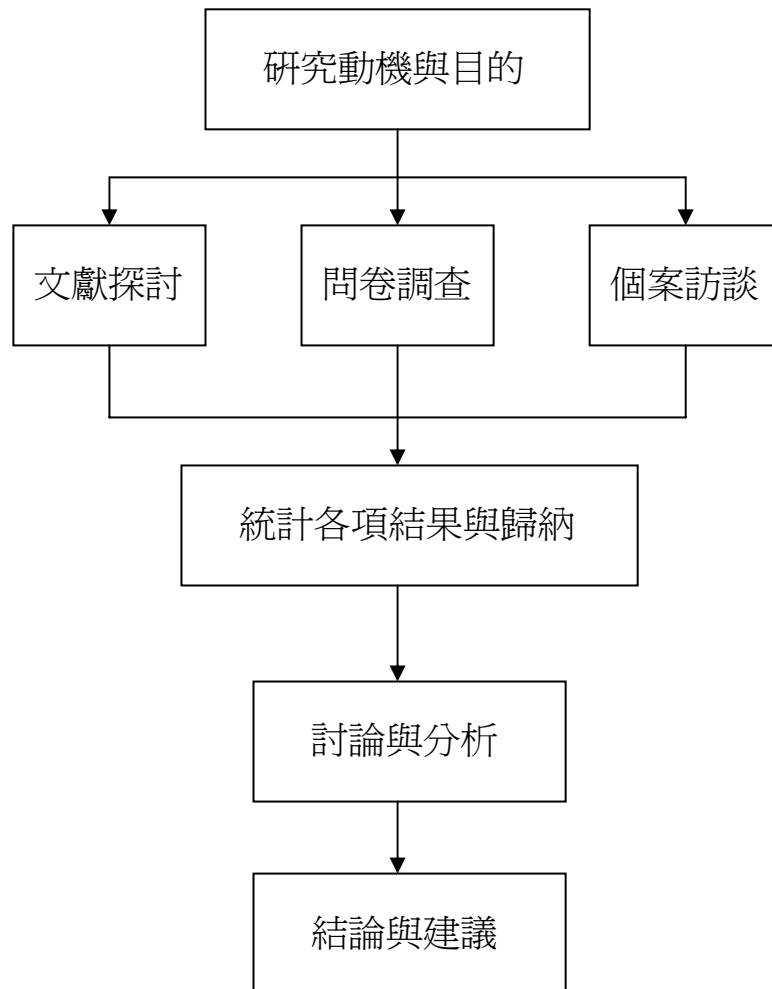 研究動機與目的
文獻探討
問卷調查
個案訪談
統計各項結果與歸納
討論與分析
結論與建議